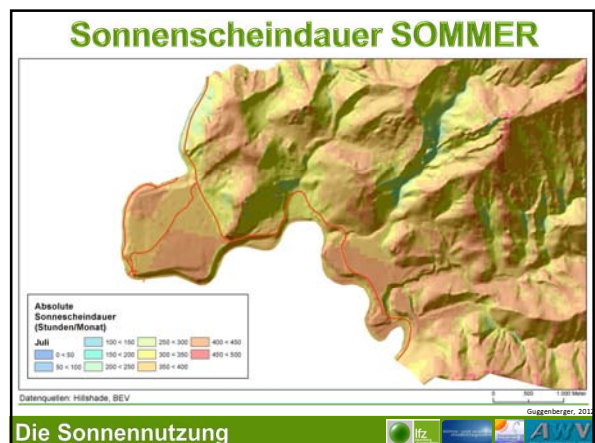 Sonnenscheindauer SOMMER
Absolute
Sonnescheindauer
(Stunden/Monat)
Juli
0 < 50
50 < 100
100 < 150
150 < 200
200 < 250
250 < 300
300 < 350
350 < 400
400 < 450
450 < 500
Datenquellen: Hillshade, BEV
0 500 1.000 Meter
Guggenberger, 2012
Die Sonnennutzung
lfz
AWV